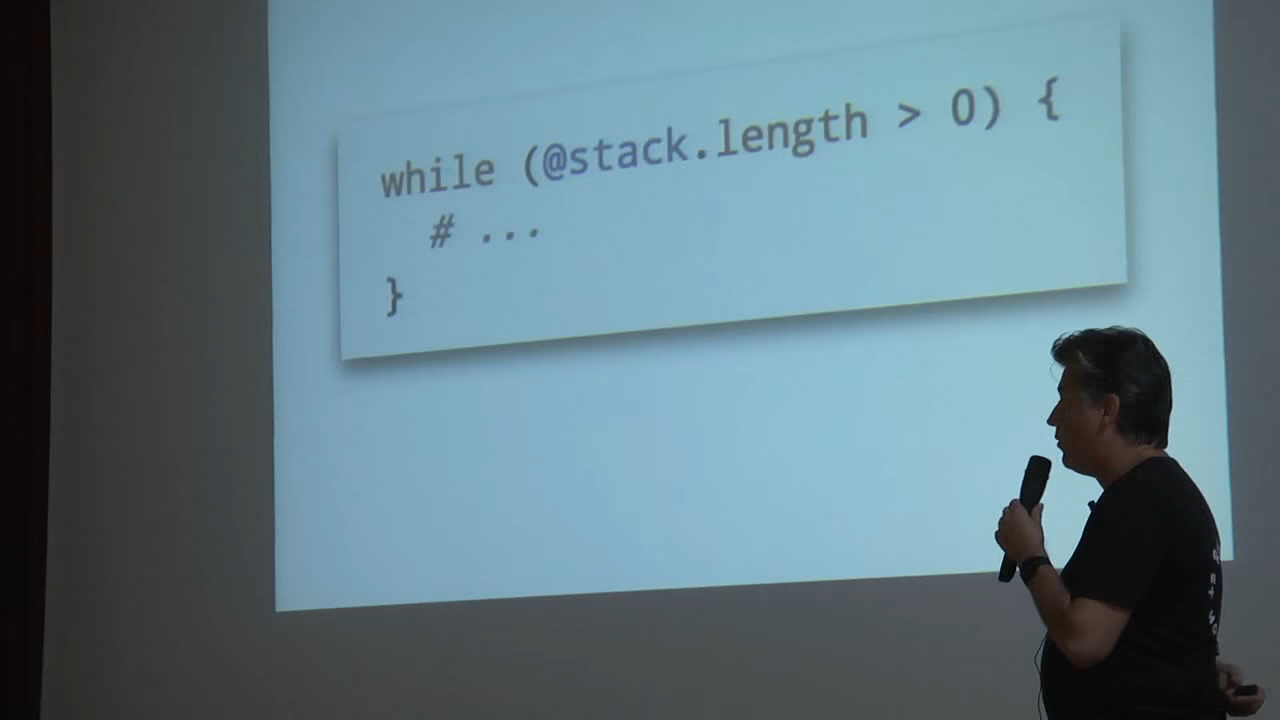 while (@stack.length > 0) {
  # ...
}